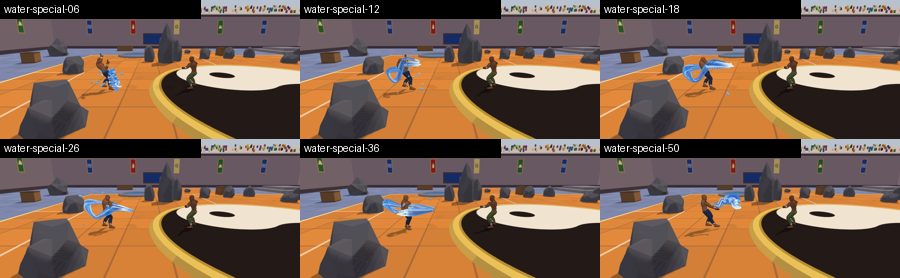 water-special-06
water-special-12
water-special-18
water-special-26
water-special-36
water-special-50